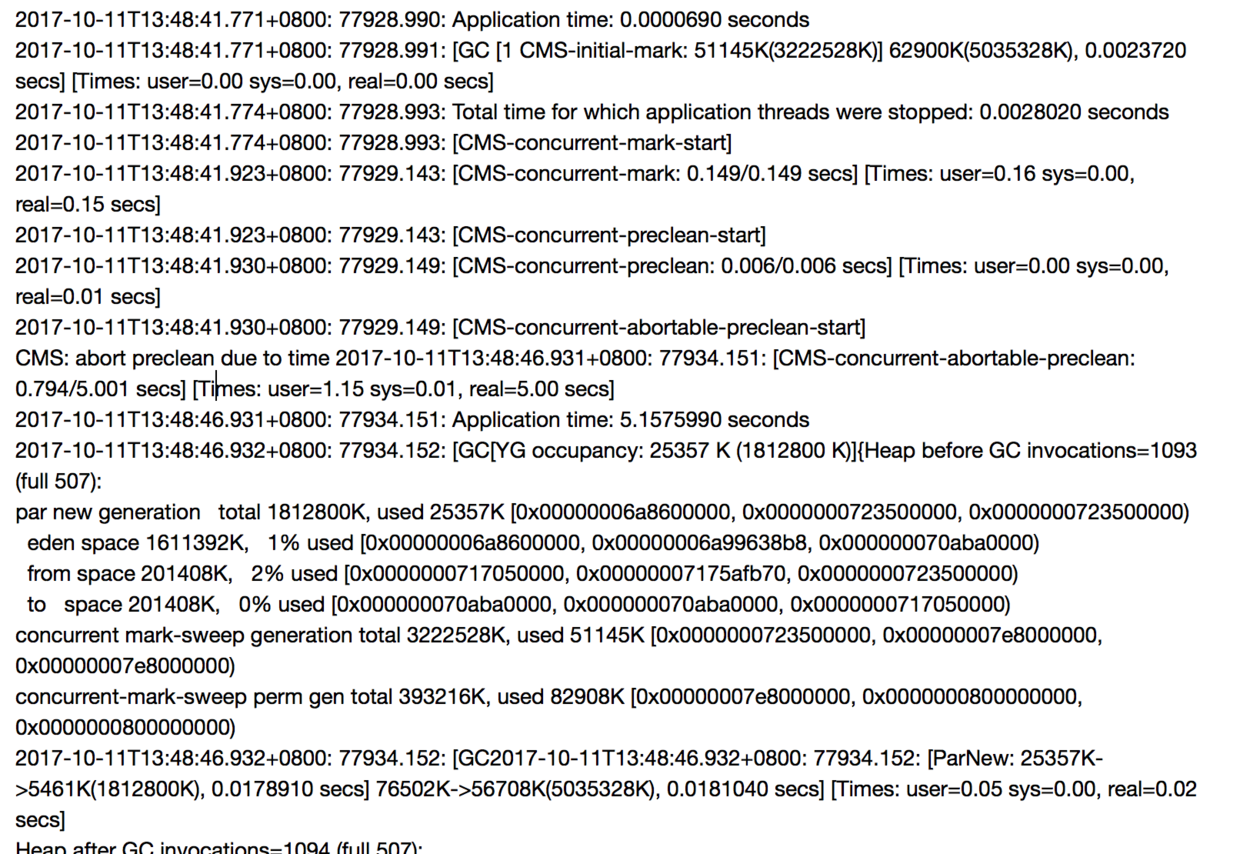 2017-10-11T13:48:41.771+0800: 77928.990: Application time: 0.0000690 seconds
2017-10-11T13:48:41.771+0800: 77928.991: [GC [1 CMS-initial-mark: 51145K(3222528K)] 62900K(5035328K), 0.0023720
secs] [Times: user=0.00 sys=0.00, real=0.00 secs]
2017-10-11T13:48:41.774+0800: 77928.993: Total time for which application threads were stopped: 0.0028020 seconds
2017-10-11T13:48:41.774+0800: 77928.993: [CMS-concurrent-mark-start]
2017-10-11T13:48:41.923+0800: 77929.143: [CMS-concurrent-mark: 0.149/0.149 secs] [Times: user=0.16 sys=0.00,
real=0.15 secs]
2017-10-11T13:48:41.923+0800: 77929.143: [CMS-concurrent-preclean-start]
2017-10-11T13:48:41.930+0800: 77929.149: [CMS-concurrent-preclean: 0.006/0.006 secs] [Times: user=0.00 sys=0.00,
real=0.01 secs]
2017-10-11T13:48:41.930+0800: 77929.149: [CMS-concurrent-abortable-preclean-start]
CMS: abort preclean due to time 2017-10-11T13:48:46.931+0800: 77934.151: [CMS-concurrent-abortable-preclean:
0.794/5.001 secs] [Times: user=1.15 sys=0.01, real=5.00 secs]
2017-10-11T13:48:46.931+0800: 77934.151: Application time: 5.1575990 seconds
2017-10-11T13:48:46.932+0800: 77934.152: [GC[YG occupancy: 25357 K (1812800 K)]{Heap before GC invocations=1093
(full 507):
par new generation   total 1812800K, used 25357K [0x00000006a8600000, 0x0000000723500000, 0x0000000723500000)
eden space 1611392K,   1% used [0x00000006a8600000, 0x00000006a99638b8, 0x000000070aba0000)
from space 201408K,   2% used [0x0000000717050000, 0x00000007175afb70, 0x0000000723500000)
to   space 201408K,   0% used [0x000000070aba0000, 0x000000070aba0000, 0x0000000717050000)
concurrent mark-sweep generation total 3222528K, used 51145K [0x0000000723500000, 0x00000007e8000000,
0x00000007e8000000)
concurrent-mark-sweep perm gen total 393216K, used 82908K [0x00000007e8000000, 0x0000000800000000,
0x0000000800000000)
2017-10-11T13:48:46.932+0800: 77934.152: [GC2017-10-11T13:48:46.932+0800: 77934.152: [ParNew: 25357K-
>5461K(1812800K), 0.0178910 secs] 76502K->56708K(5035328K), 0.0181040 secs] [Times: user=0.05 sys=0.00, real=0.02
secs]
Heap after GC invocations=1094 (full 507):